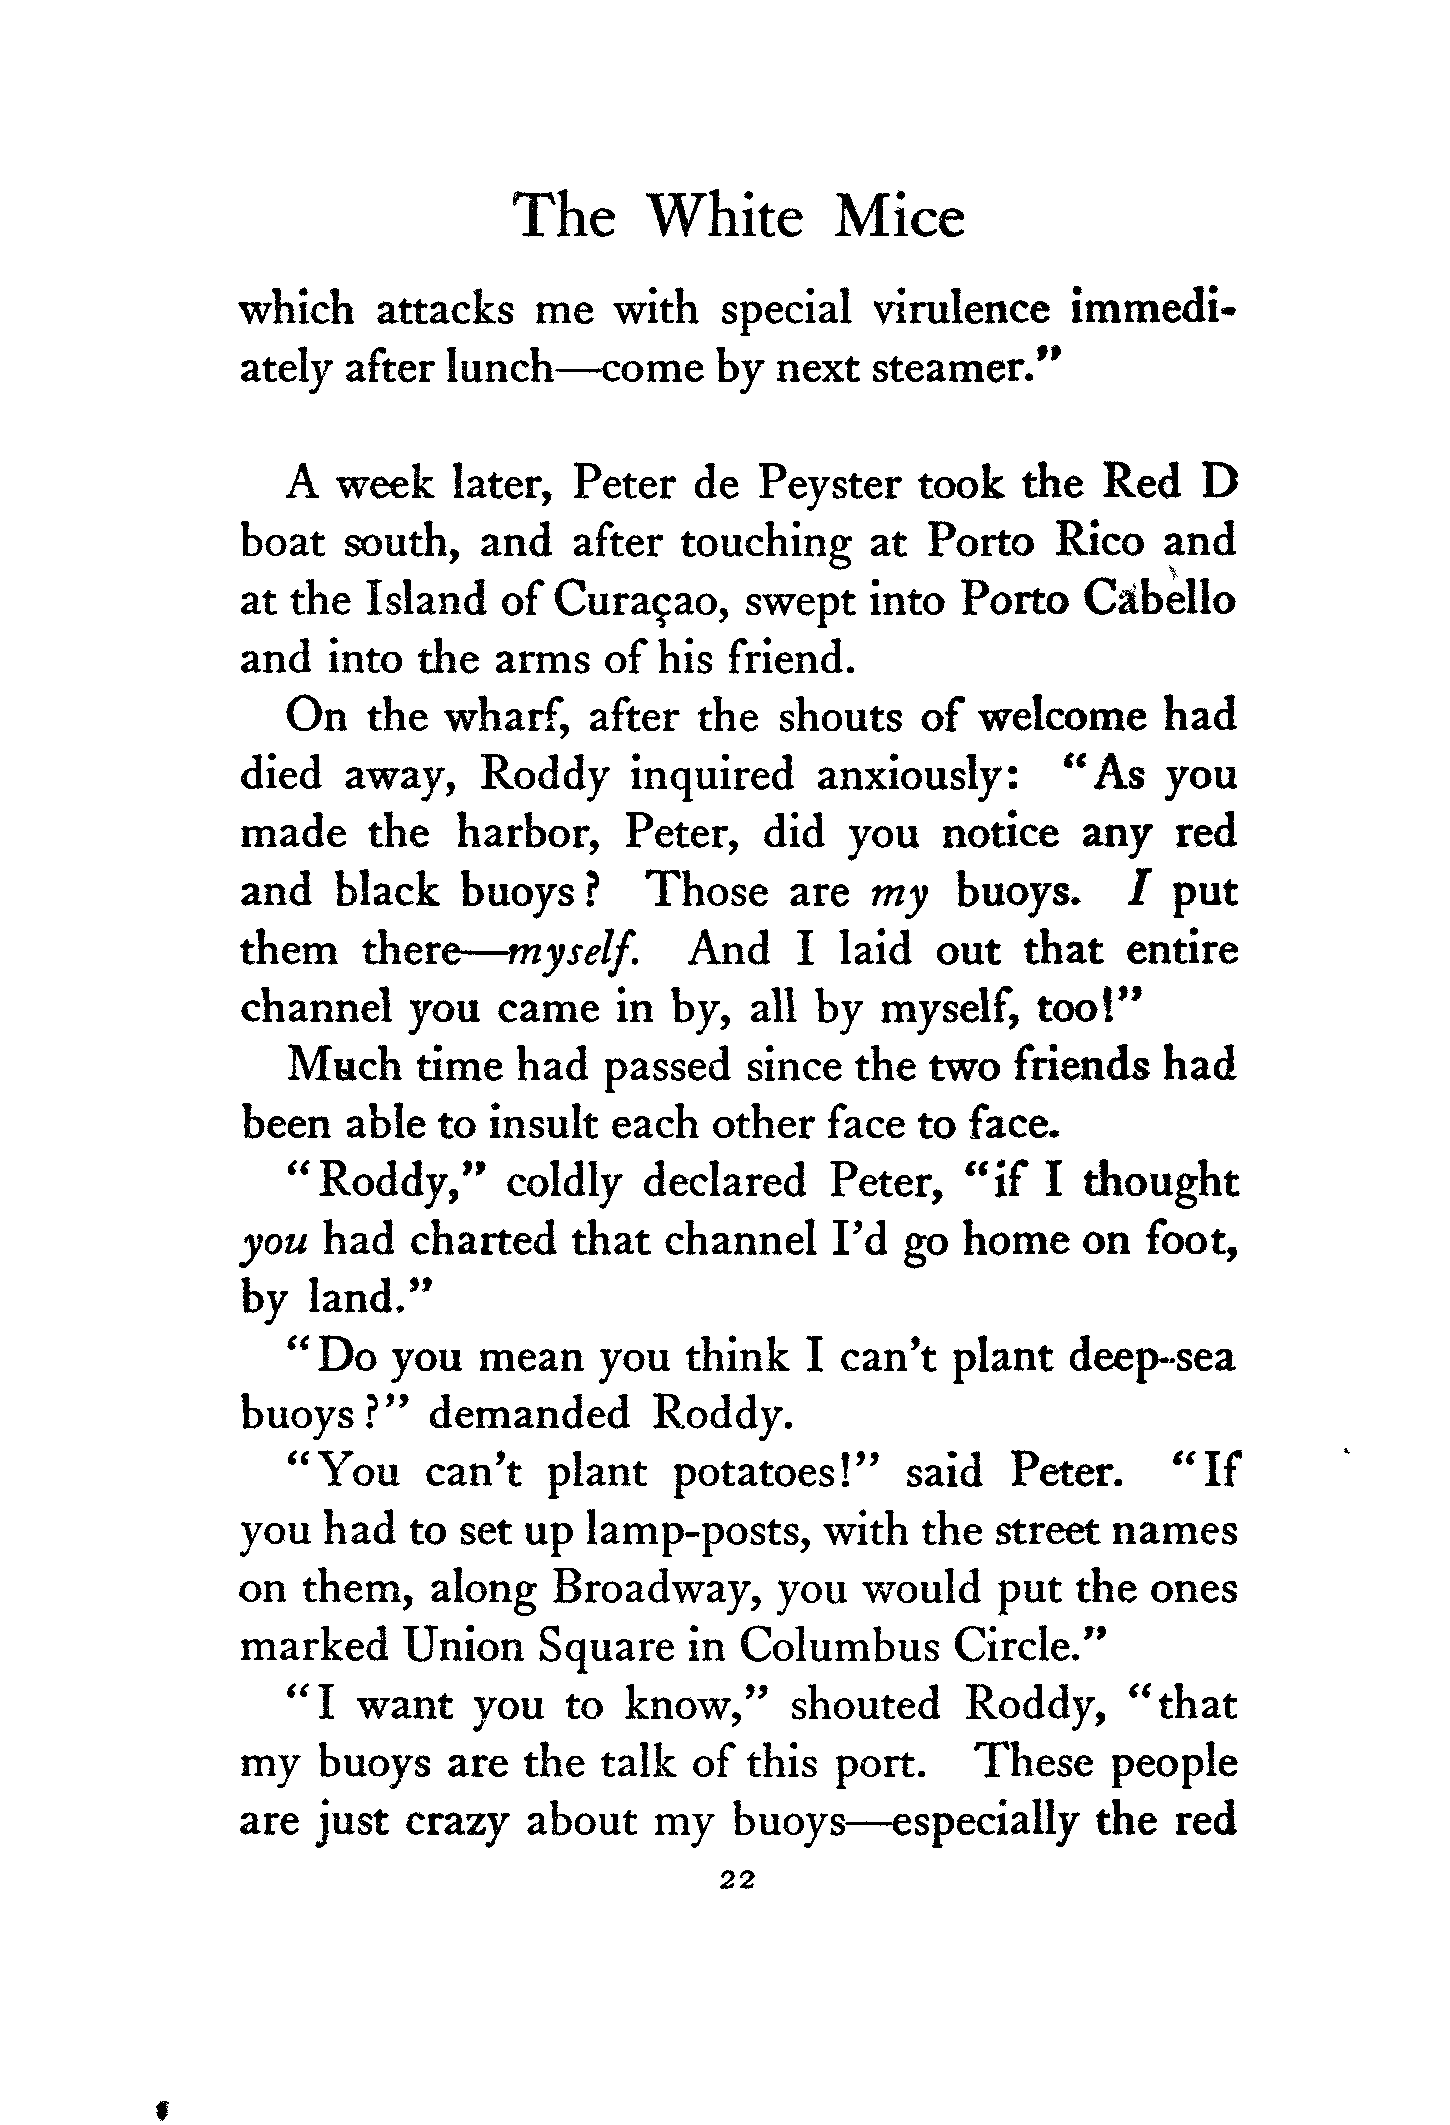 The White Mice
which attacks me with special virulence immedi-
ately after lunch—come by next steamer."
A week later, Peter de Peyster took the Red D
boat south, and after touching at Porto Rico and
at the Island of Curaçao, swept into Porto Cabello
and into the arms of his friend.
On the wharf, after the shouts of welcome had
died away, Roddy inquired anxiously: "As you
made the harbor, Peter, did you notice any red
and black buoys? Those are my buoys. I put
them there—myself. And I laid out that entire
channel you came in by, all by myself, too!"
Much time had passed since the two friends had
been able to insult each other face to face.
"Roddy," coldly declared Peter, "if I thought
you had charted that channel I'd go home on foot,
by land."
"Do you mean you think I can't plant deep-sea
buoys?" demanded Roddy.
"You can't plant potatoes!" said Peter. "If
you had to set up lamp-posts, with the street names
on them, along Broadway, you would put the ones
marked Union Square in Columbus Circle."
"I want you to know," shouted Roddy, "that
my buoys are the talk of this port. These people
are just crazy about my buoys—especially the red
22